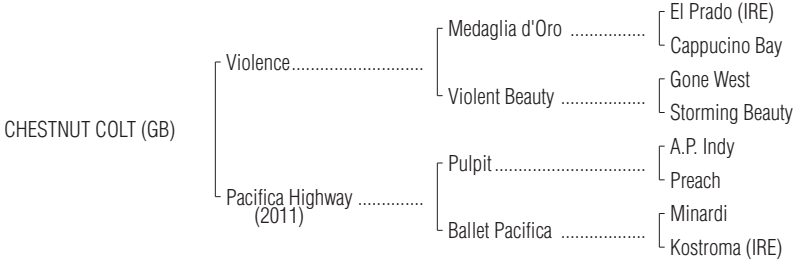 El Prado (IRE)
Medaglia d'Oro ................
Cappucino Bay
Violence............................
Gone West
Violent Beauty ..................
Storming Beauty
CHESTNUT COLT (GB)
A.P. Indy
Pulpit................................
Preach
Pacifica Highway ..............
(2011)
Minardi
Ballet Pacifica ..................
Kostroma (IRE)